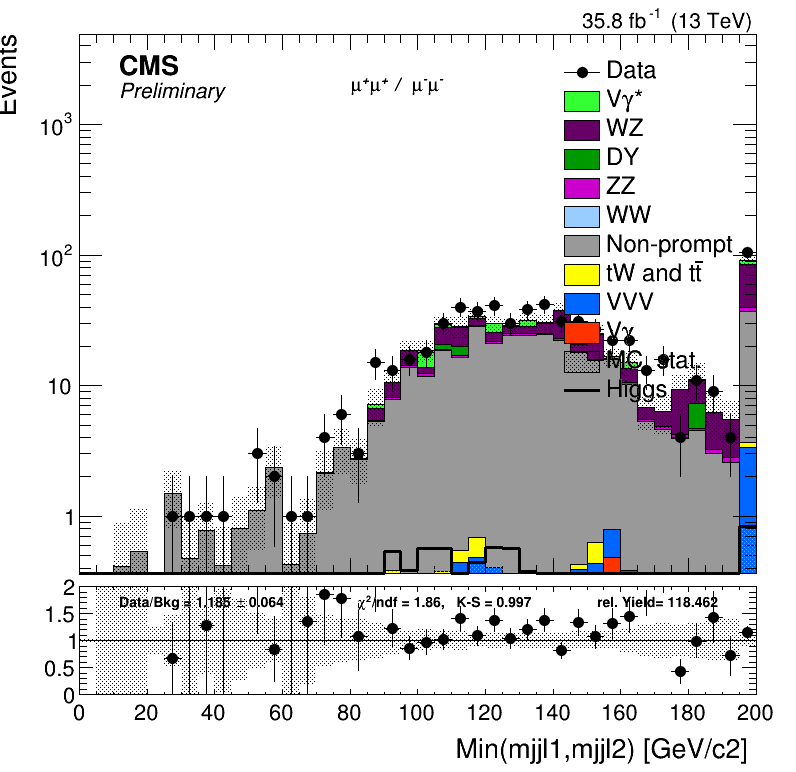 35.8 fb⁻¹ (13 TeV)
Events
CMS
Preliminary
μ⁺μ⁺ / μ⁻μ⁻
Data
Vγ*
WZ
DY
ZZ
WW
Non-prompt
tW and tt̄
VVV
Vγ
MC stat
Higgs
10³
10²
10
1
Data/Bkg = 1.185 ± 0.064
χ²/ndf = 1.86, K-S = 0.997
rel. Yield= 118.462
2
1.5
1
0.5
0
0 20 40 60 80 100 120 140 160 180 200
Min(mjjl1,mjjl2) [GeV/c2]